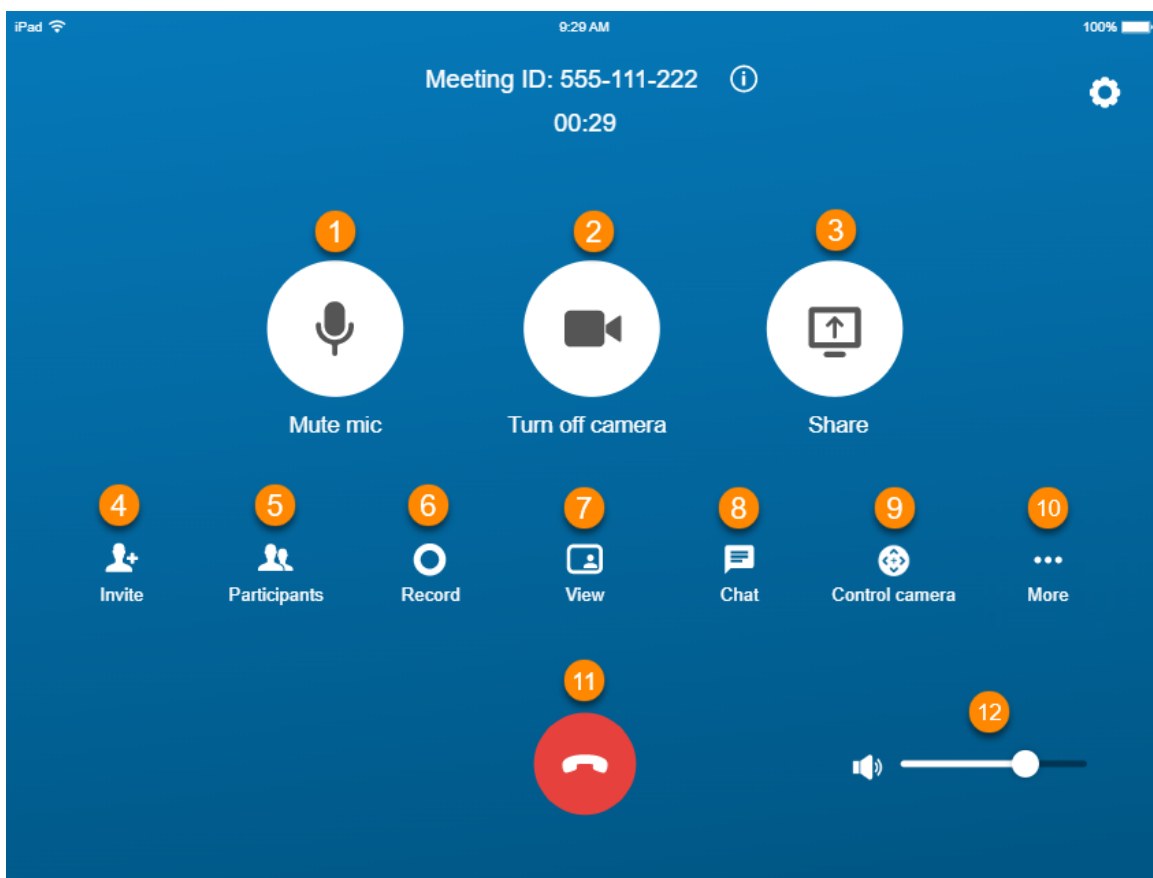 iPad 9:29 AM 100%
Meeting ID: 555-111-222
00:29
1 2 3
Mute mic Turn off camera Share
4 5 6 7 8 9 10
Invite Participants Record View Chat Control camera More
11
12